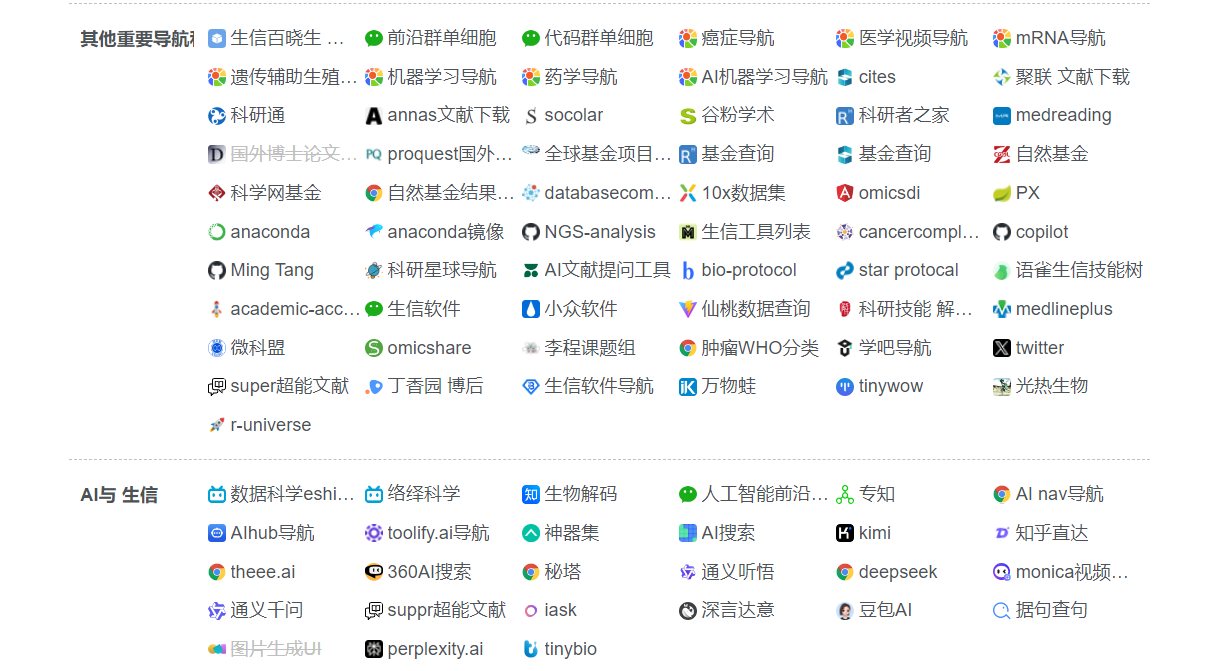 其他重要导航和 生信百晓生 … 前沿群单细胞 代码群单细胞 癌症导航 医学视频导航 mRNA导航
遗传辅助生殖… 机器学习导航 药学导航 AI机器学习导航 cites 聚联 文献下载
科研通 annas文献下载 socolar 谷粉学术 科研者之家 medreading
国外博士论文… proquest国外… 全球基金项目… 基金查询 基金查询 自然基金
科学网基金 自然基金结果… databasecom… 10x数据集 omicsdi PX
anaconda anaconda镜像 NGS-analysis 生信工具列表 cancercompl… copilot
Ming Tang 科研星球导航 AI文献提问工具 bio-protocol star protocal 语雀生信技能树
academic-acc… 生信软件 小众软件 仙桃数据查询 科研技能 解… medlineplus
微科盟 omicshare 李程课题组 肿瘤WHO分类 学吧导航 twitter
super超能文献 丁香园 博后 生信软件导航 万物蛙 tinywow 光热生物
r-universe
AI与 生信 数据科学eshi… 络绎科学 生物解码 人工智能前沿… 专知 AI nav导航
AIhub导航 toolify.ai导航 神器集 AI搜索 kimi 知乎直达
theee.ai 360AI搜索 秘塔 通义听悟 deepseek monica视频…
通义千问 suppr超能文献 iask 深言达意 豆包AI 据句查句
图片生成UI perplexity.ai tinybio